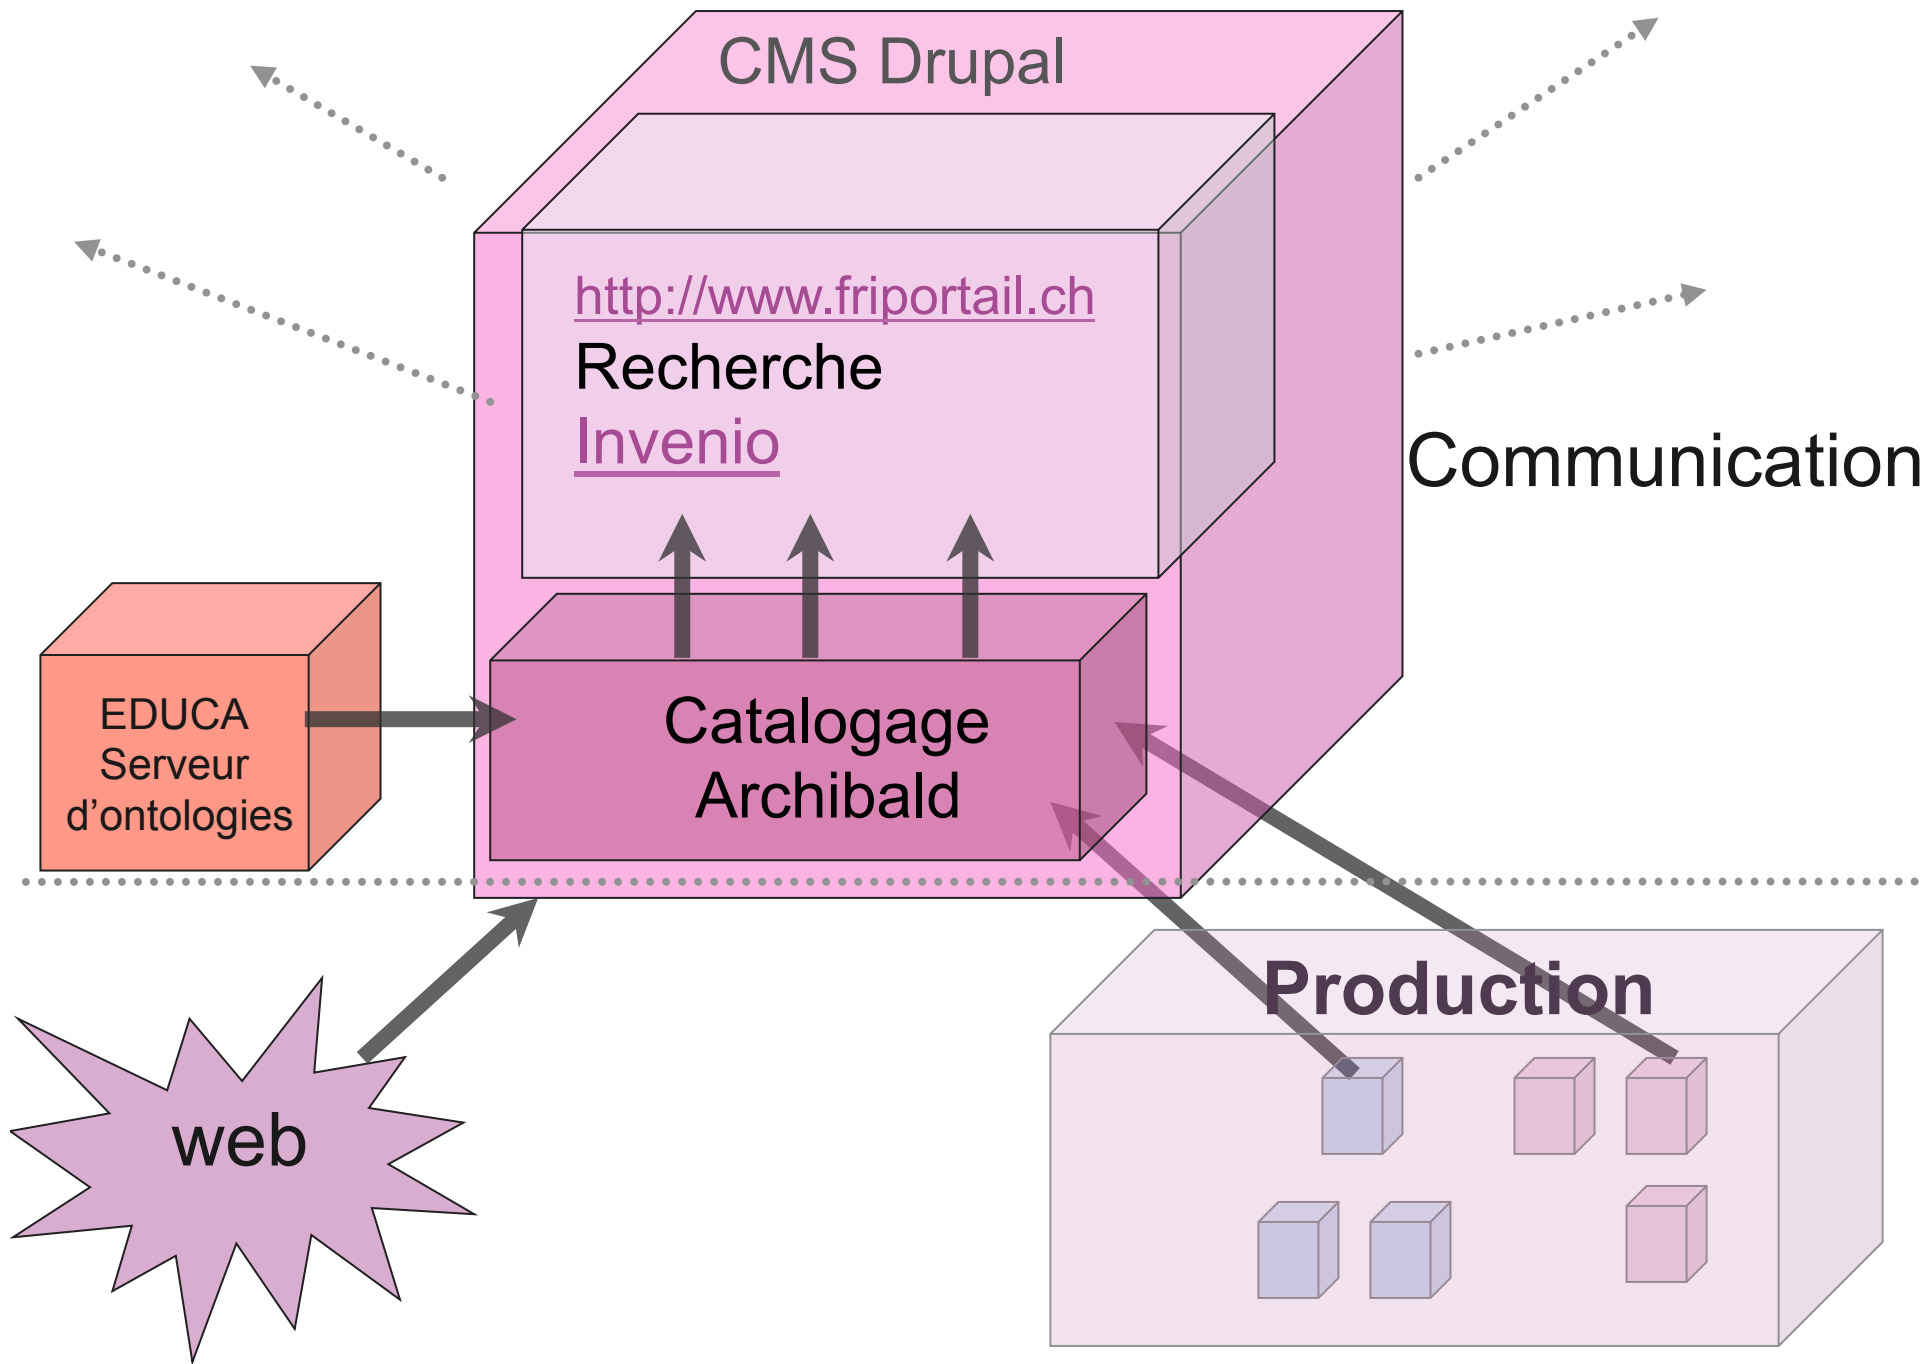 CMS Drupal
http://www.friportail.ch
Recherche
Invenio
Communication
EDUCA
Serveur
d’ontologies
Catalogage
Archibald
Production
web